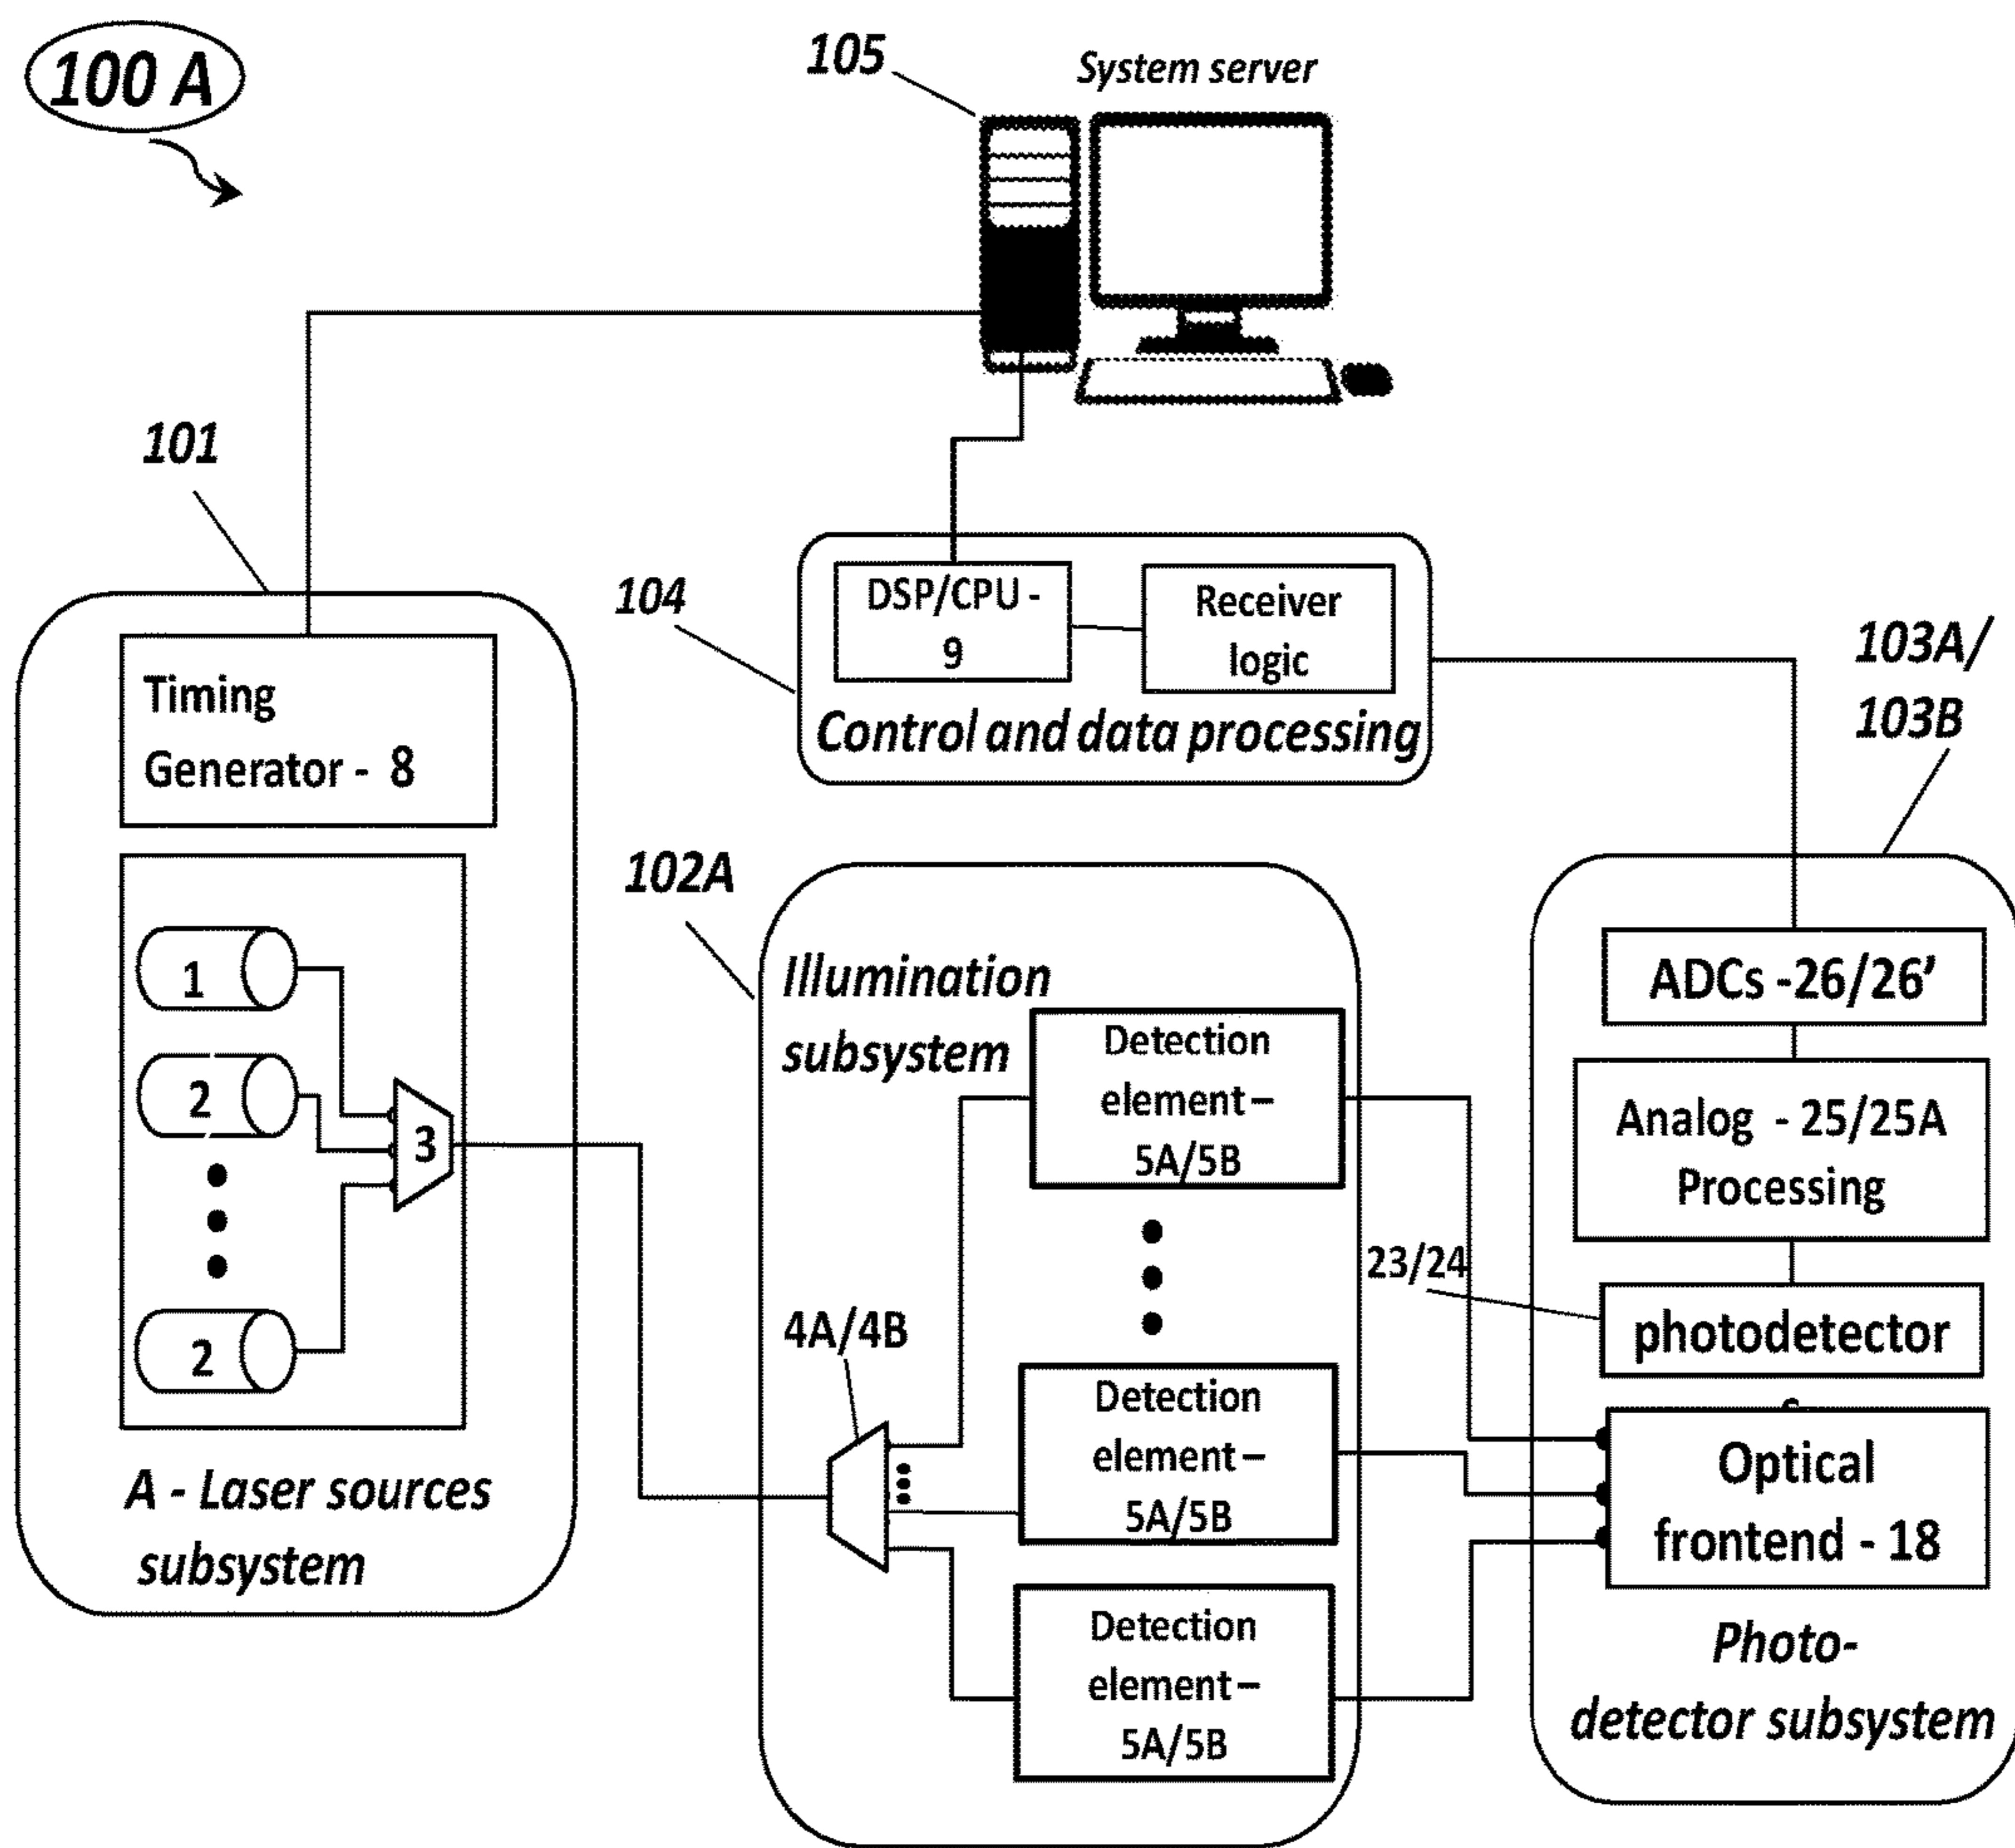 100 A
105
System server
101
104
DSP/CPU -
9
Receiver
logic
Control and data processing
103A/
103B
Timing
Generator - 8
1
2
3
2
A - Laser sources
subsystem
102A
Illumination
subsystem
Detection
element –
5A/5B
4A/4B
Detection
element –
5A/5B
Detection
element –
5A/5B
ADCs -26/26’
Analog - 25/25A
Processing
23/24
photodetector
Optical
frontend - 18
Photo-
detector subsystem